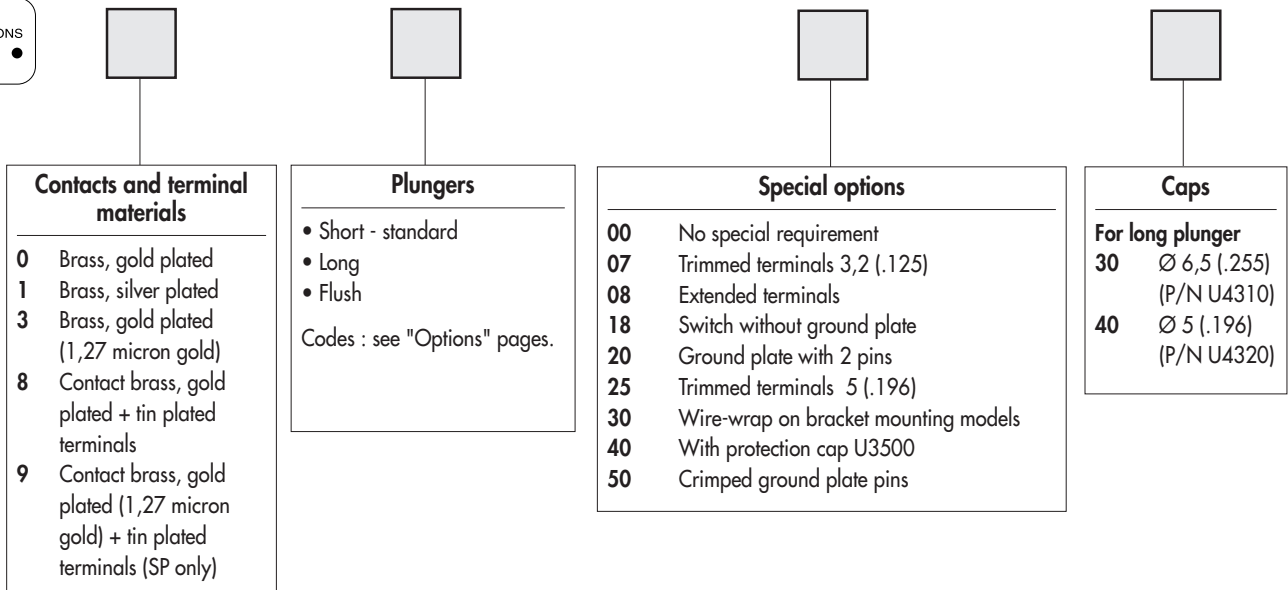 Contacts and terminal
materials
0 Brass, gold plated
1 Brass, silver plated
3 Brass, gold plated
(1,27 micron gold)
8 Contact brass, gold
plated + tin plated
terminals
9 Contact brass, gold
plated (1,27 micron
gold) + tin plated
terminals (SP only)
Plungers
• Short - standard
• Long
• Flush
Codes : see "Options" pages.
Special options
00 No special requirement
07 Trimmed terminals 3,2 (.125)
08 Extended terminals
18 Switch without ground plate
20 Ground plate with 2 pins
25 Trimmed terminals 5 (.196)
30 Wire-wrap on bracket mounting models
40 With protection cap U3500
50 Crimped ground plate pins
Caps
For long plunger
30 Ø 6,5 (.255)
(P/N U4310)
40 Ø 5 (.196)
(P/N U4320)